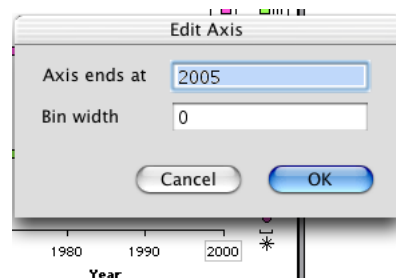 Edit Axis
Axis ends at 2005
Bin width 0
Cancel OK
1980 1990 2000
Year